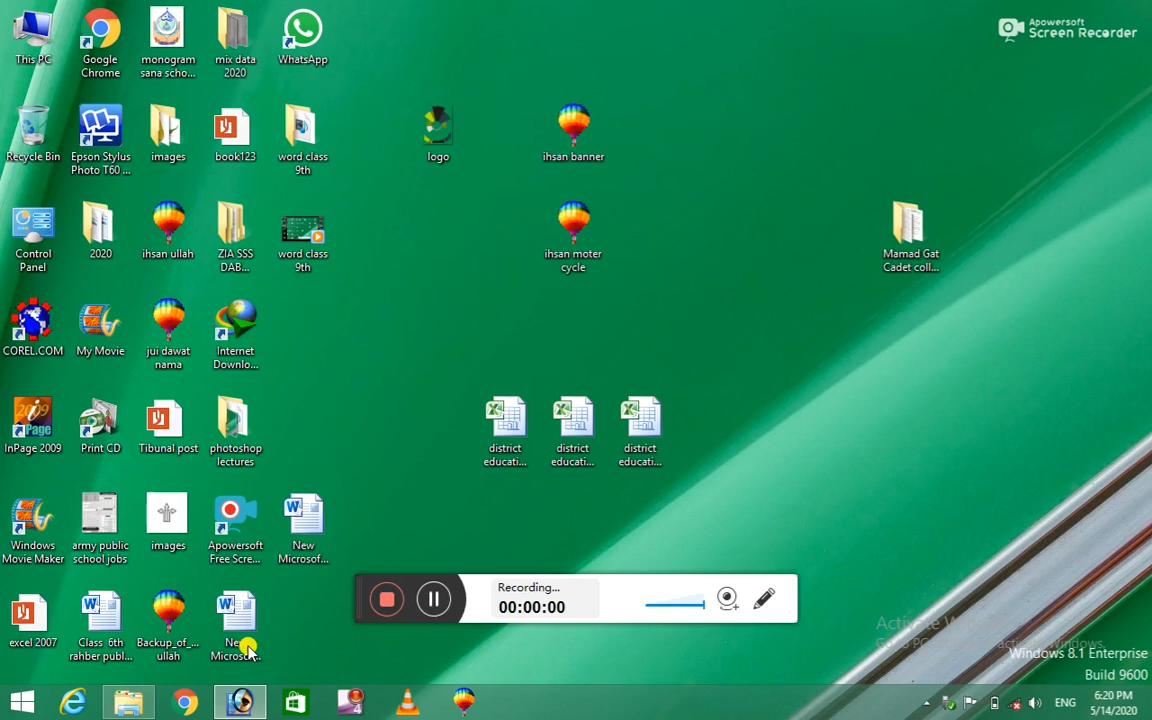 Apowersoft
Screen Recorder
This PC
Google
Chrome
monogram
sana scho...
mix data
2020
WhatsApp
Recycle Bin
Epson Stylus
Photo T60 ...
images
book123
word class
9th
logo
ihsan banner
Control
Panel
2020
ihsan ullah
ZIA SSS
DAB...
word class
9th
ihsan moter
cycle
Mamad Gat
Cadet coll...
COREL.COM
My Movie
jui dawat
nama
Internet
Downlo...
2009
InPage
InPage 2009
Print CD
Tibunal post
photoshop
lectures
district
educati...
district
educati...
district
educati...
Windows
Movie Maker
army public
school jobs
images
Apowersoft
Free Scre...
New
Microsof...
Recording...
00:00:00
excel 2007
Class 6th
rahber publ...
Backup_of_...
ullah
Activate
Windows 8.1 Enterprise
Build 9600
ENG
6:20 PM
5/14/2020